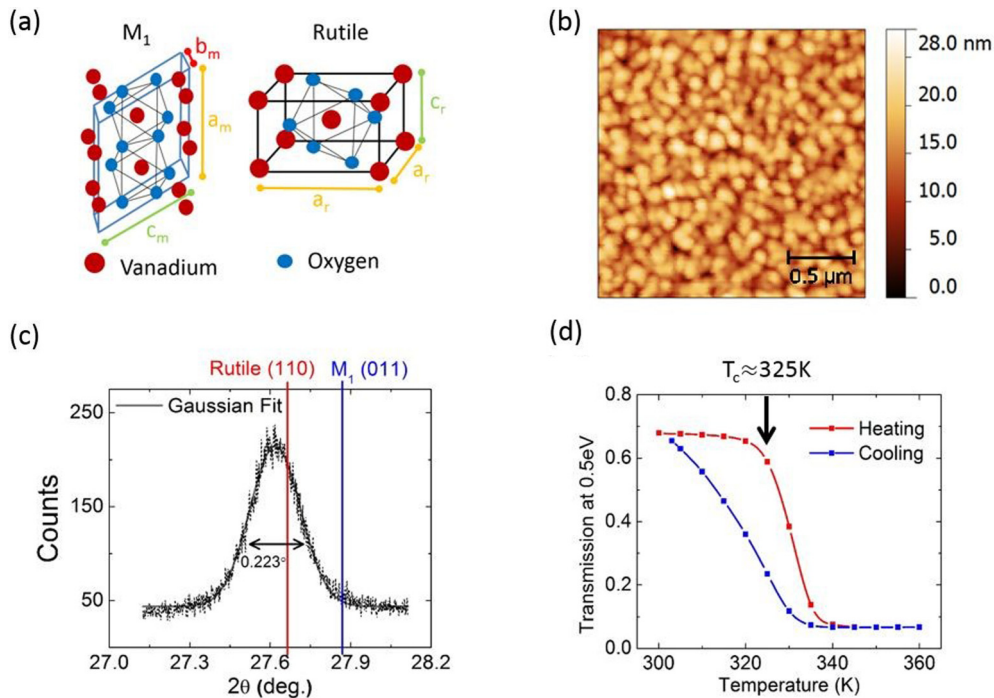 (a)
M₁
Rutile
bₘ
aₘ
cₘ
cᵣ
aᵣ
aᵣ
Vanadium
Oxygen
(b)
28.0 nm
20.0
15.0
10.0
5.0
0.0
0.5 µm
(c)
Rutile (110)
M₁ (011)
Gaussian Fit
250
150
50
Counts
0.223°
27.0
27.3
27.6
27.9
28.2
2θ (deg.)
(d)
T꜀≈325K
Heating
Cooling
0.8
0.6
0.4
0.2
0.0
Transmission at 0.5eV
300
320
340
360
Temperature (K)